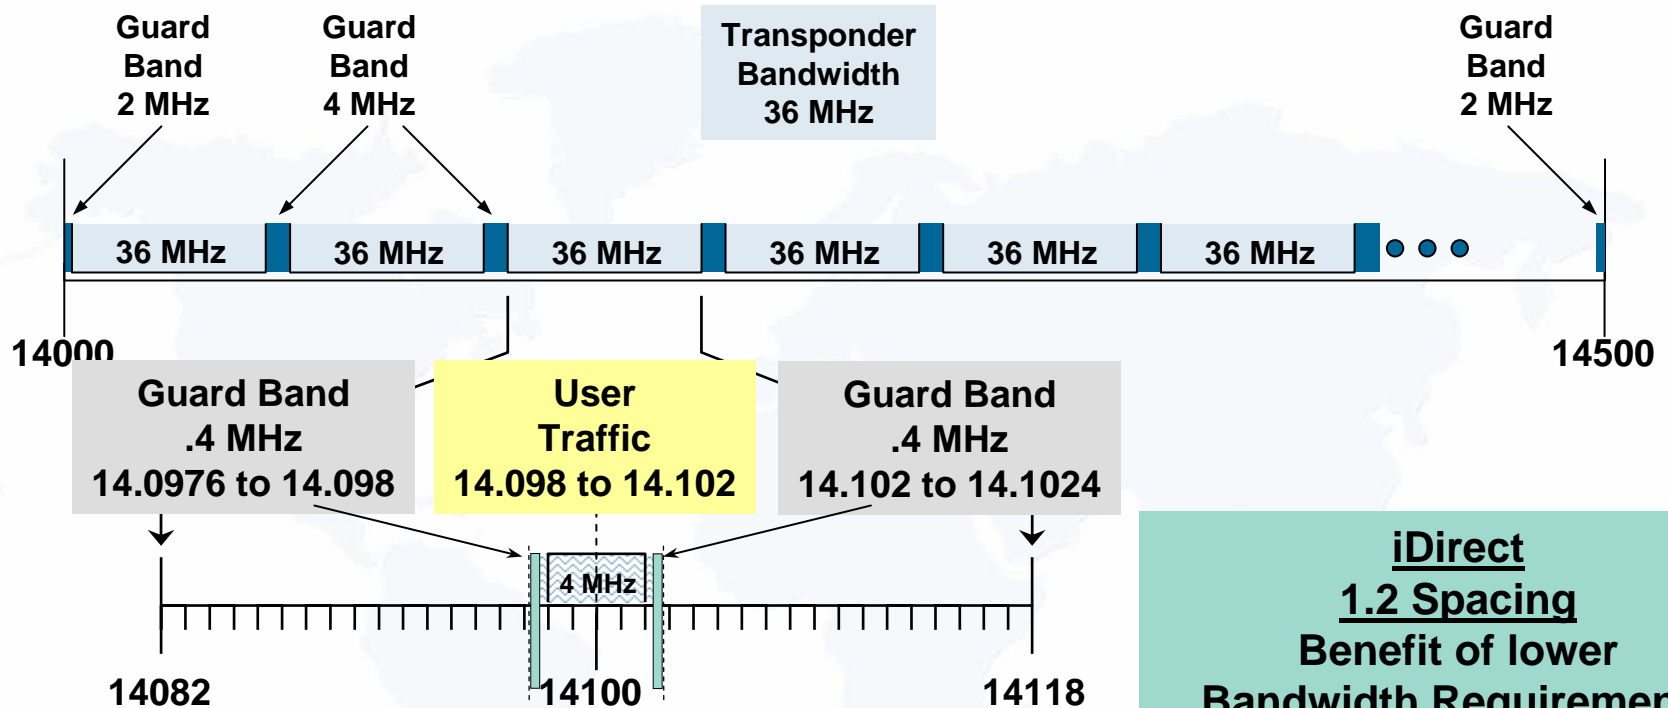 Guard
Band
2 MHz
Guard
Band
4 MHz
Transponder
Bandwidth
36 MHz
Guard
Band
2 MHz
36 MHz
36 MHz
36 MHz
36 MHz
36 MHz
36 MHz
14000
14500
Guard Band
.4 MHz
14.0976 to 14.098
User
Traffic
14.098 to 14.102
Guard Band
.4 MHz
14.102 to 14.1024
4 MHz
14082
14100
14118
iDirect
1.2 Spacing
Benefit of lower
Bandwidth Requiremen